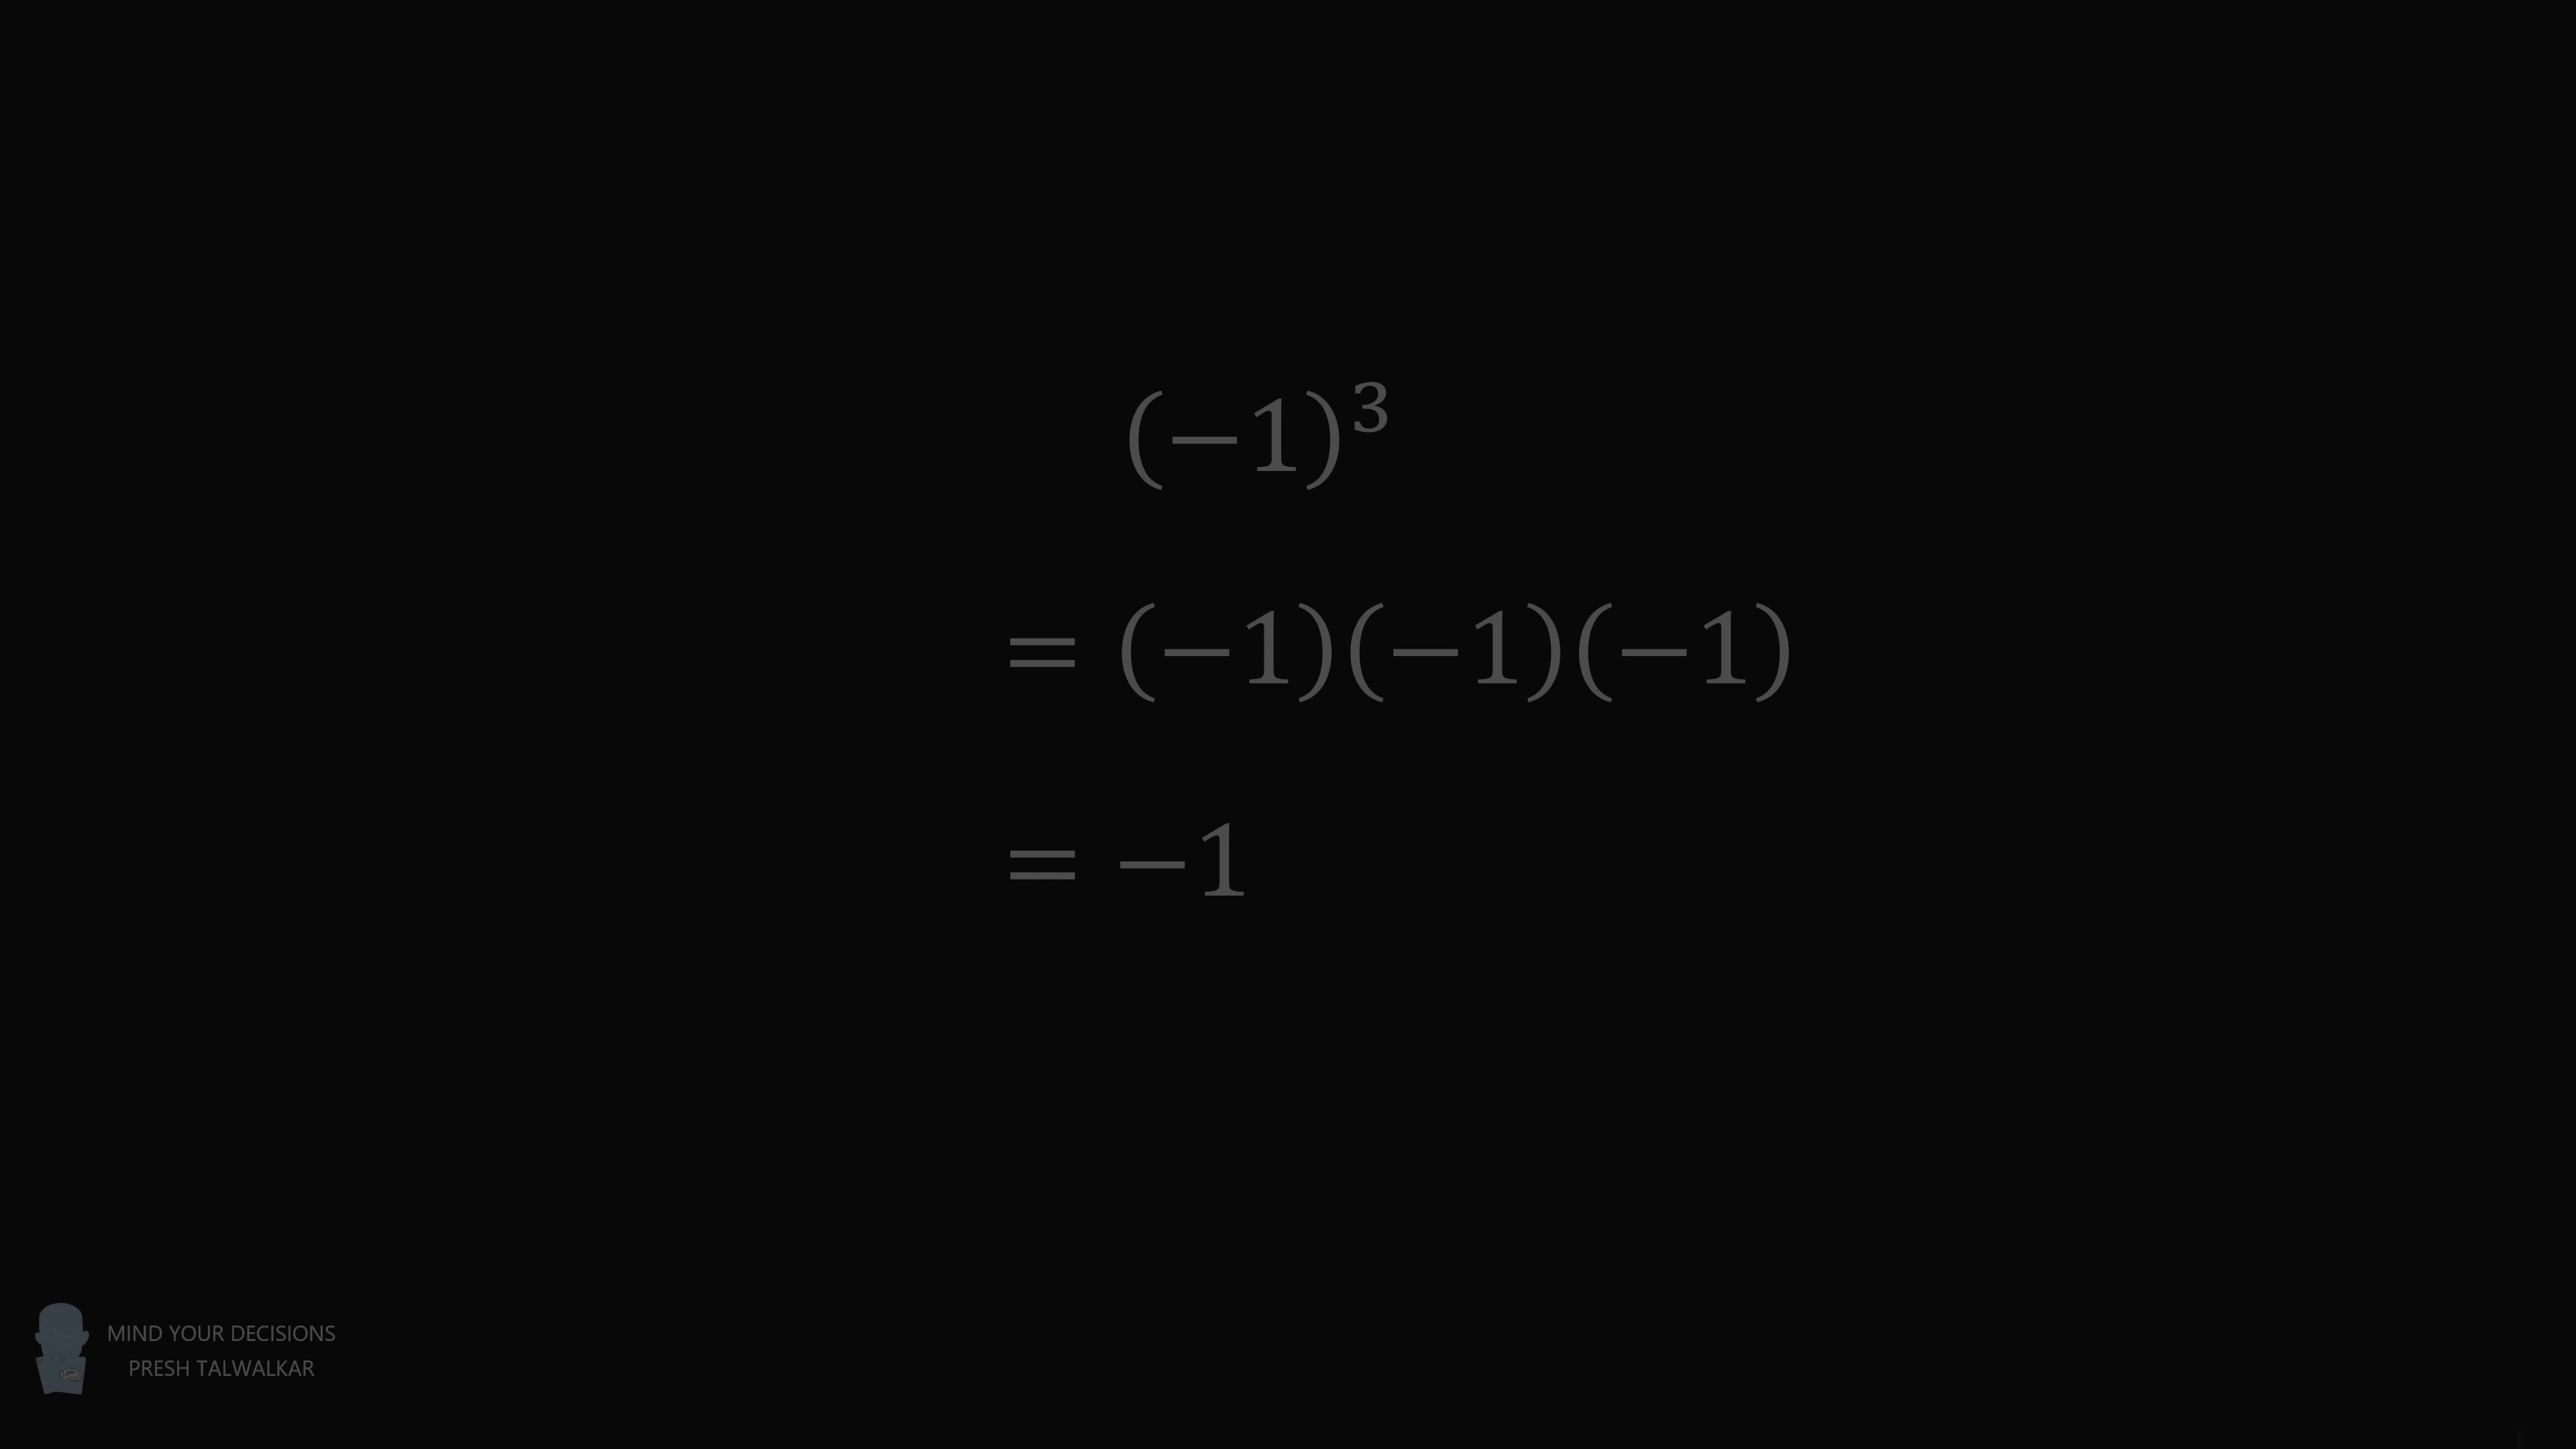 (−1)³
= (−1)(−1)(−1)
= −1
MIND YOUR DECISIONS
PRESH TALWALKAR